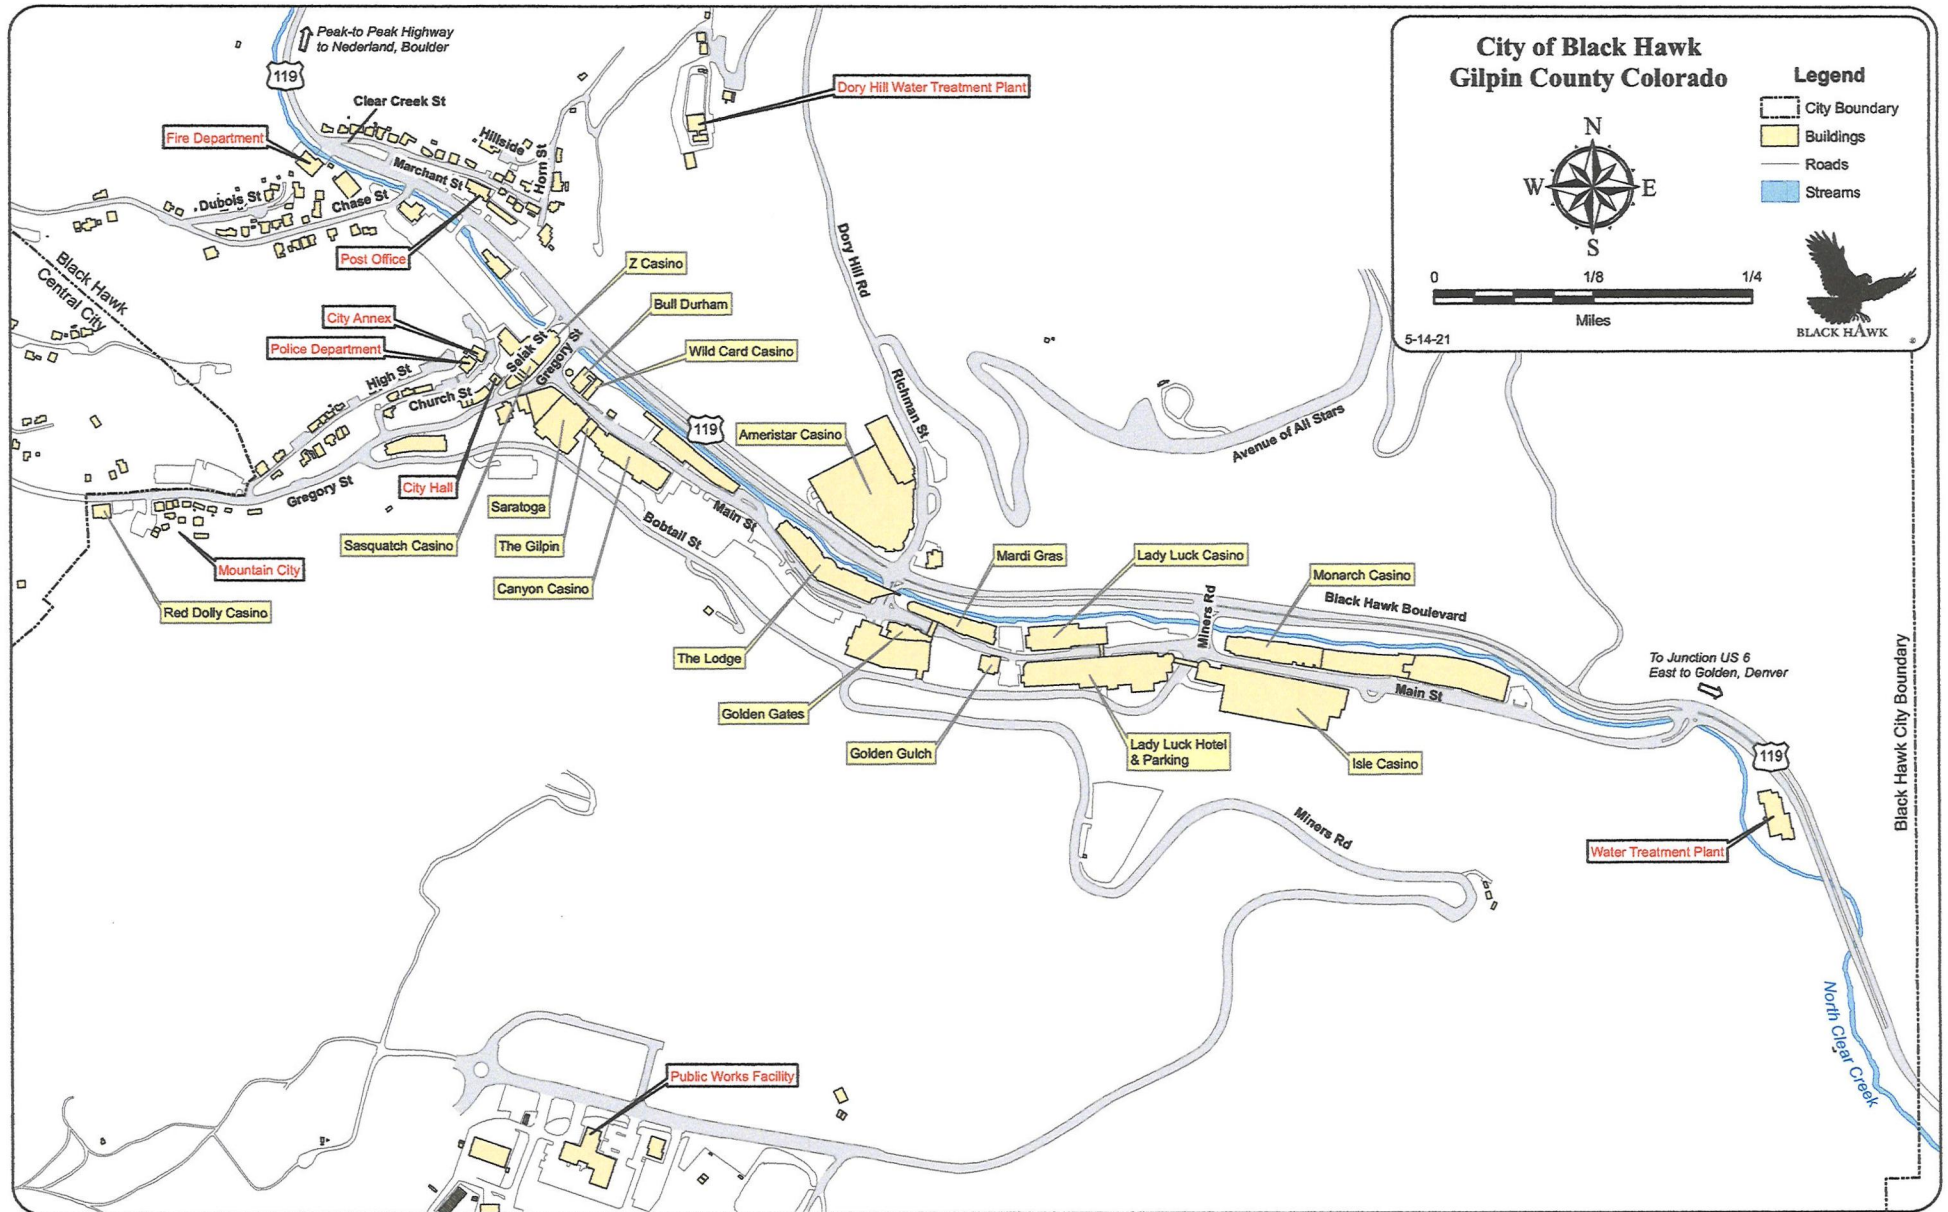 Peak-to Peak Highway
to Nederland, Boulder
119
Clear Creek St
Fire Department
Hillside
Horn St
Marchant St
Dubois St
Chase St
Post Office
Dory Hill Water Treatment Plant
City of Black Hawk
Gilpin County Colorado
Legend
City Boundary
Buildings
Roads
Streams
N
W
E
S
0
1/8
1/4
Miles
5-14-21
BLACK HAWK
Black Hawk
Central City
City Annex
Police Department
Z Casino
Bull Durham
Wild Card Casino
Selak St
Gregory St
High St
Church St
Dory Hill Rd
Richman St
119
Ameristar Casino
Avenue of All Stars
City Hall
Gregory St
Saratoga
Sasquatch Casino
The Gilpin
Canyon Casino
Main St
Bobtail St
Mountain City
Red Dolly Casino
The Lodge
Mardi Gras
Lady Luck Casino
Monarch Casino
Miners Rd
Black Hawk Boulevard
Golden Gates
Golden Gulch
Lady Luck Hotel
& Parking
Isle Casino
Main St
To Junction US 6
East to Golden, Denver
119
Black Hawk City Boundary
Miners Rd
Water Treatment Plant
North Clear Creek
Public Works Facility